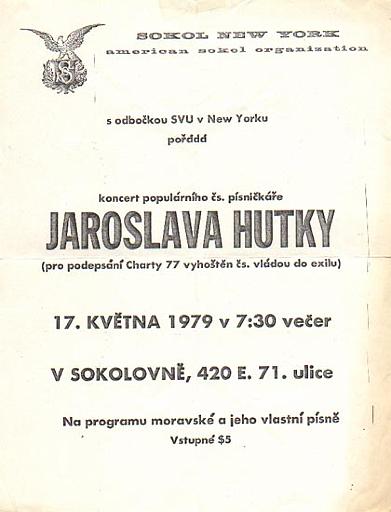 SOKOL NEW YORK
american sokol organization
s odbočkou SVU v New Yorku
pořddd
koncert populárního čs. písničkáře
JAROSLAVA HUTKY
(pro podepsání Charty 77 vyhoštěn čs. vládou do exilu)
17. KVĚTNA 1979 v 7:30 večer
V SOKOLOVNĚ, 420 E. 71. ulice
Na programu moravské a jeho vlastní písně
Vstupné $5